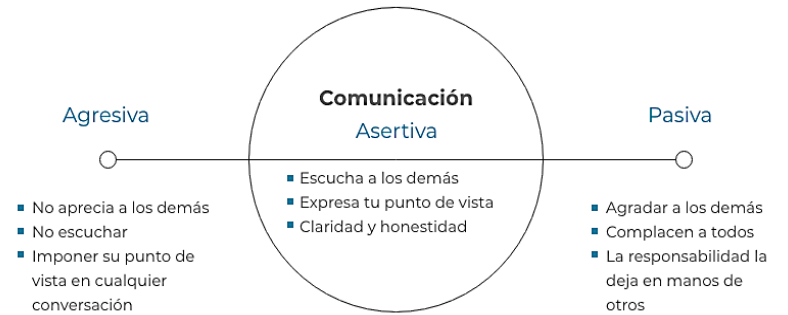 Agresiva
No aprecia a los demás
No escuchar
Imponer su punto de
vista en cualquier
conversación
Comunicación
Asertiva
Escucha a los demás
Expresa tu punto de vista
Claridad y honestidad
Pasiva
Agradar a los demás
Complacen a todos
La responsabilidad la
deja en manos de
otros